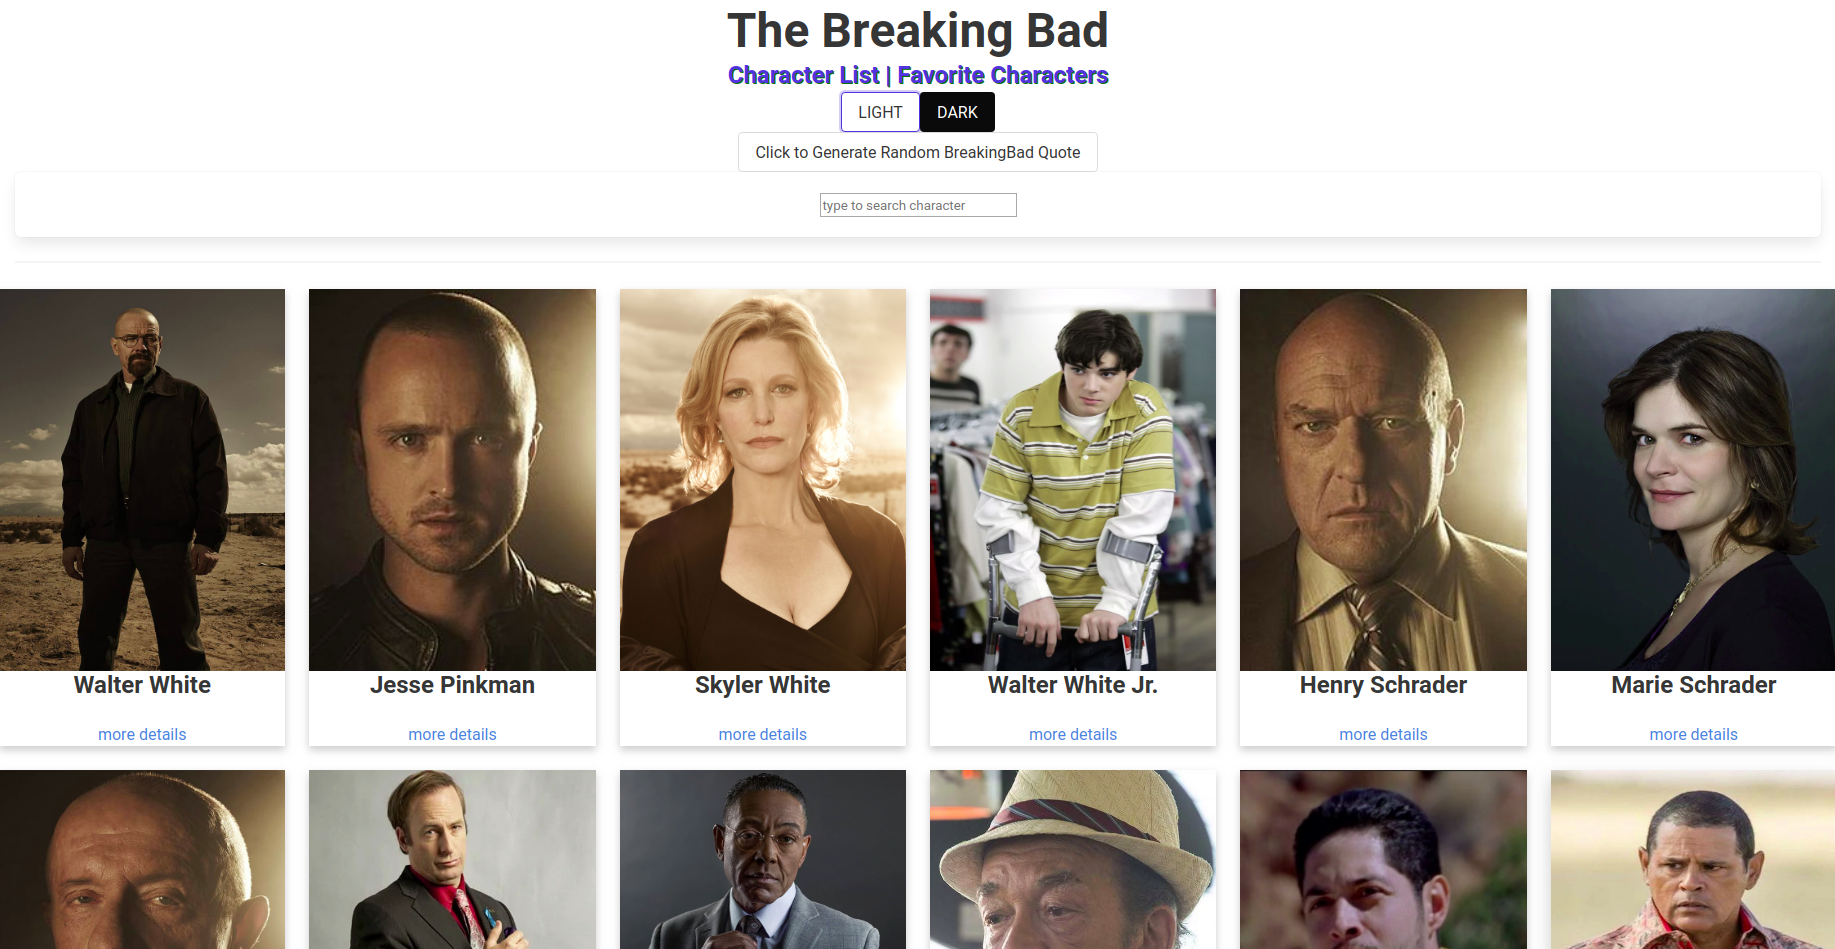 The Breaking Bad
Character List | Favorite Characters
LIGHT DARK
Click to Generate Random BreakingBad Quote
type to search character
Walter White Jesse Pinkman Skyler White Walter White Jr. Henry Schrader Marie Schrader
more details more details more details more details more details more details